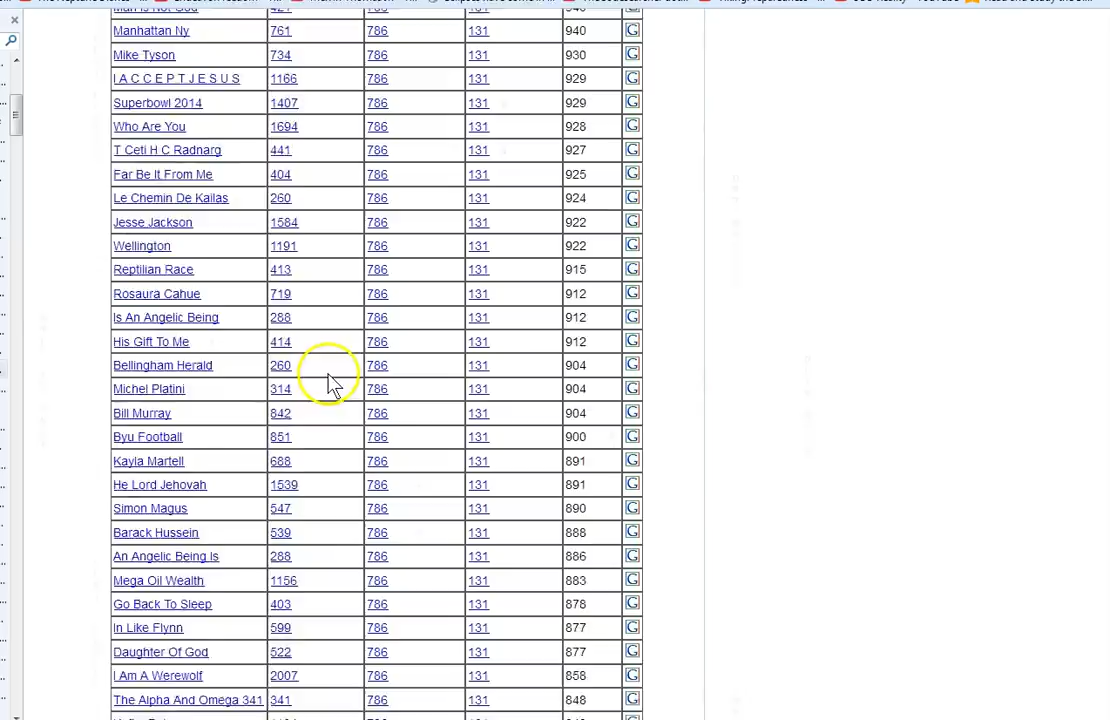 Manhattan Ny 761 786 131 940
Mike Tyson 734 786 131 930
I A C C E P T J E S U S 1166 786 131 929
Superbowl 2014 1407 786 131 929
Who Are You 1694 786 131 928
T Ceti H C Radnarg 441 786 131 927
Far Be It From Me 404 786 131 925
Le Chemin De Kailas 260 786 131 924
Jesse Jackson 1584 786 131 922
Wellington 1191 786 131 922
Reptilian Race 413 786 131 915
Rosaura Cahue 719 786 131 912
Is An Angelic Being 288 786 131 912
His Gift To Me 414 786 131 912
Bellingham Herald 260 786 131 904
Michel Platini 314 786 131 904
Bill Murray 842 786 131 904
Byu Football 851 786 131 900
Kayla Martell 688 786 131 891
He Lord Jehovah 1539 786 131 891
Simon Magus 547 786 131 890
Barack Hussein 539 786 131 888
An Angelic Being Is 288 786 131 886
Mega Oil Wealth 1156 786 131 883
Go Back To Sleep 403 786 131 878
In Like Flynn 599 786 131 877
Daughter Of God 522 786 131 877
I Am A Werewolf 2007 786 131 858
The Alpha And Omega 341 341 786 131 848